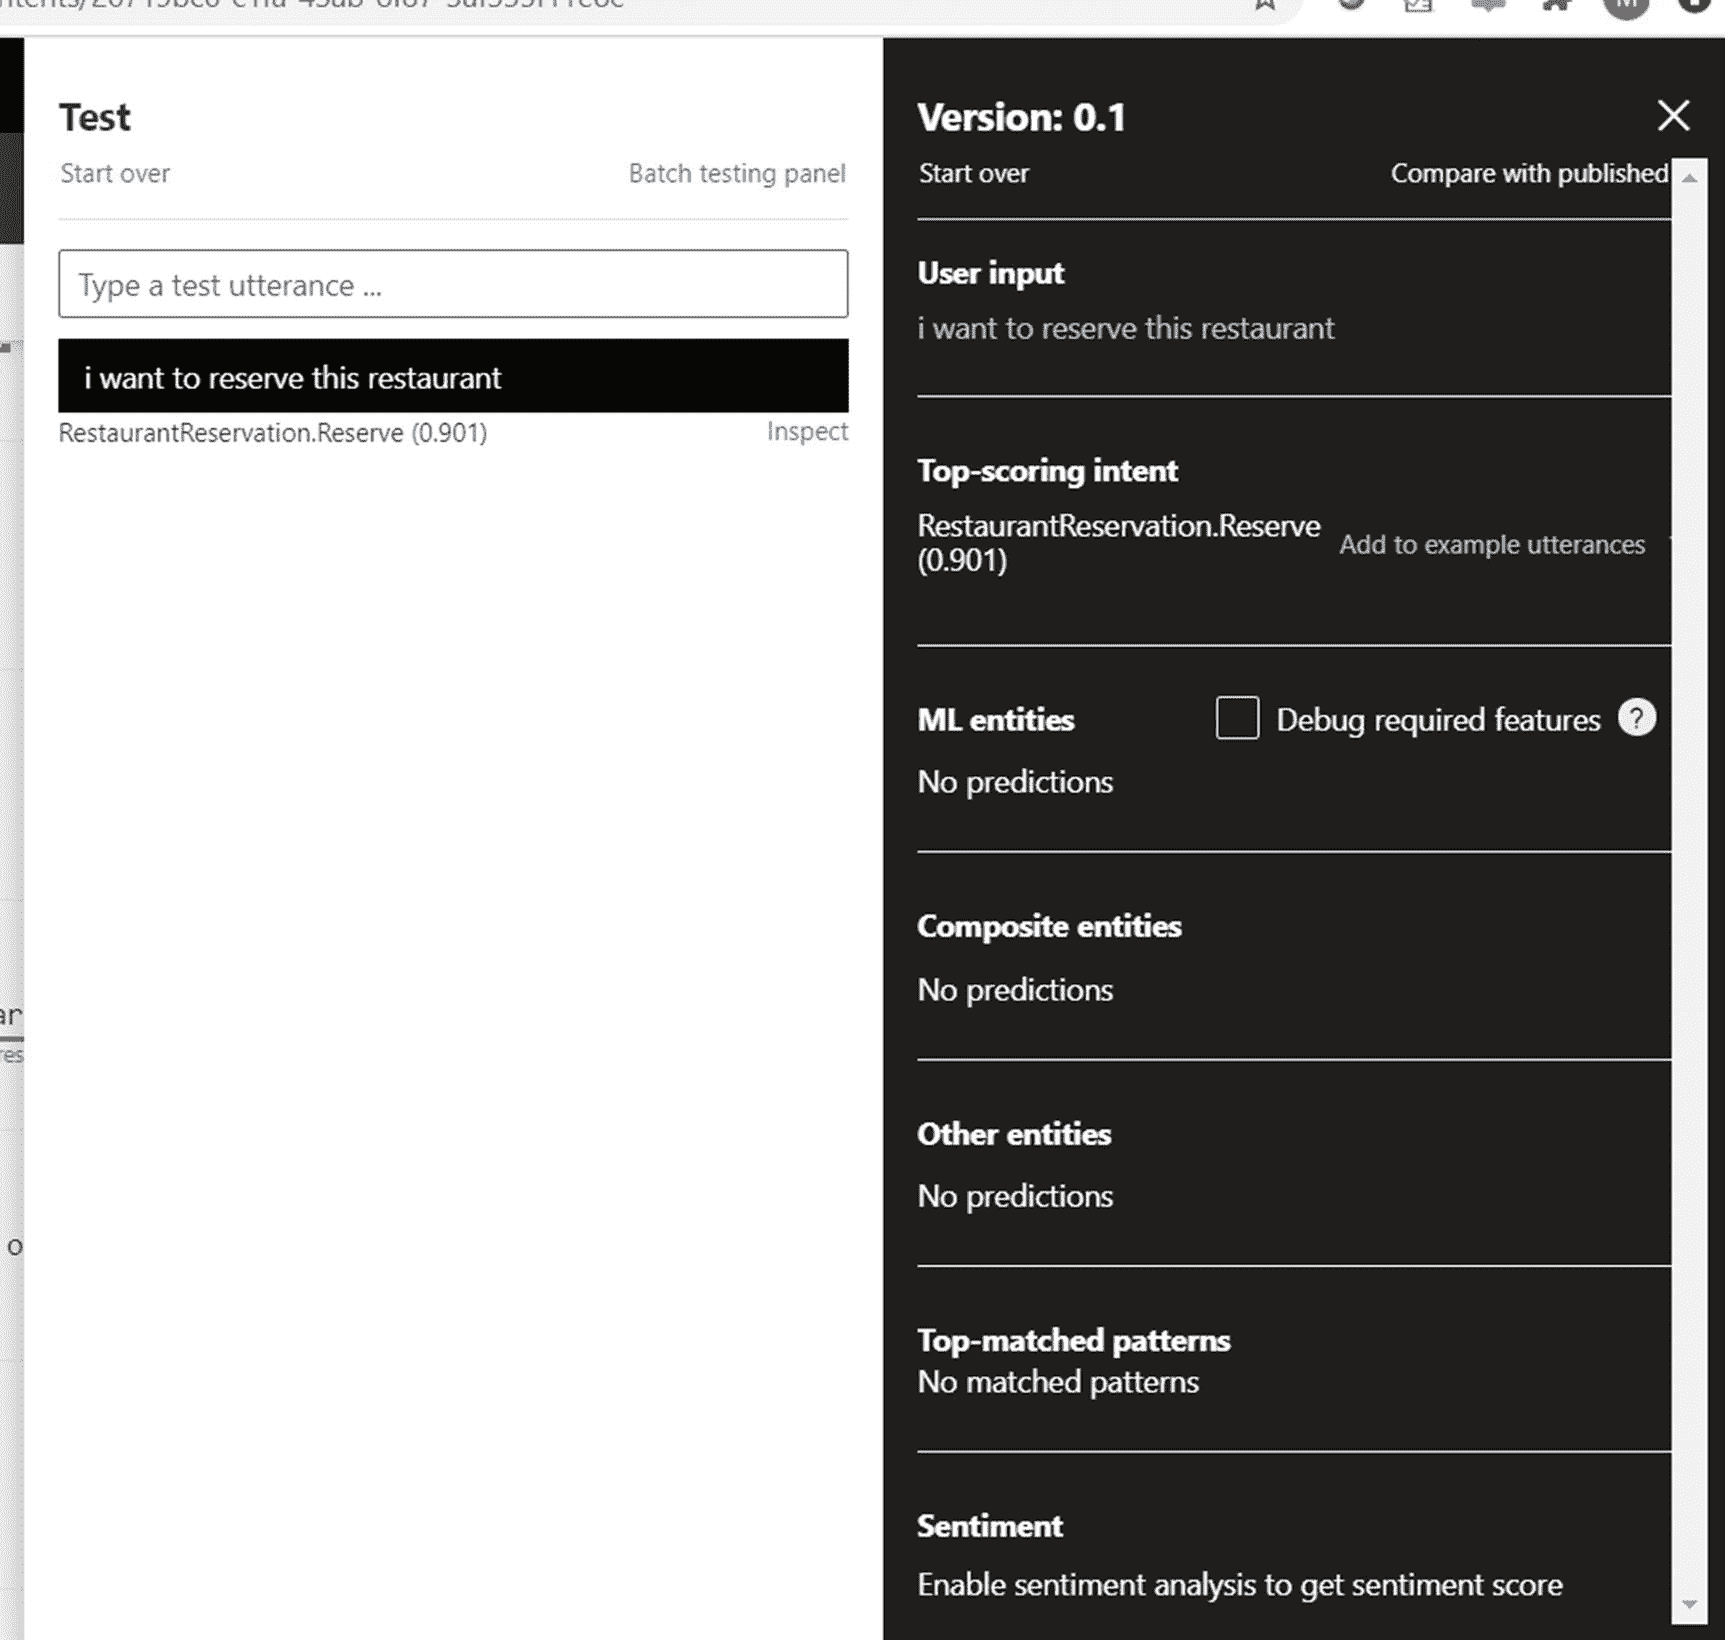 Test
Start over
Batch testing panel
Type a test utterance ...
i want to reserve this restaurant
RestaurantReservation.Reserve (0.901)
Inspect
Version: 0.1
Start over
Compare with published
User input
i want to reserve this restaurant
Top-scoring intent
RestaurantReservation.Reserve
(0.901)
Add to example utterances
ML entities
Debug required features
?
No predictions
Composite entities
No predictions
Other entities
No predictions
Top-matched patterns
No matched patterns
Sentiment
Enable sentiment analysis to get sentiment score